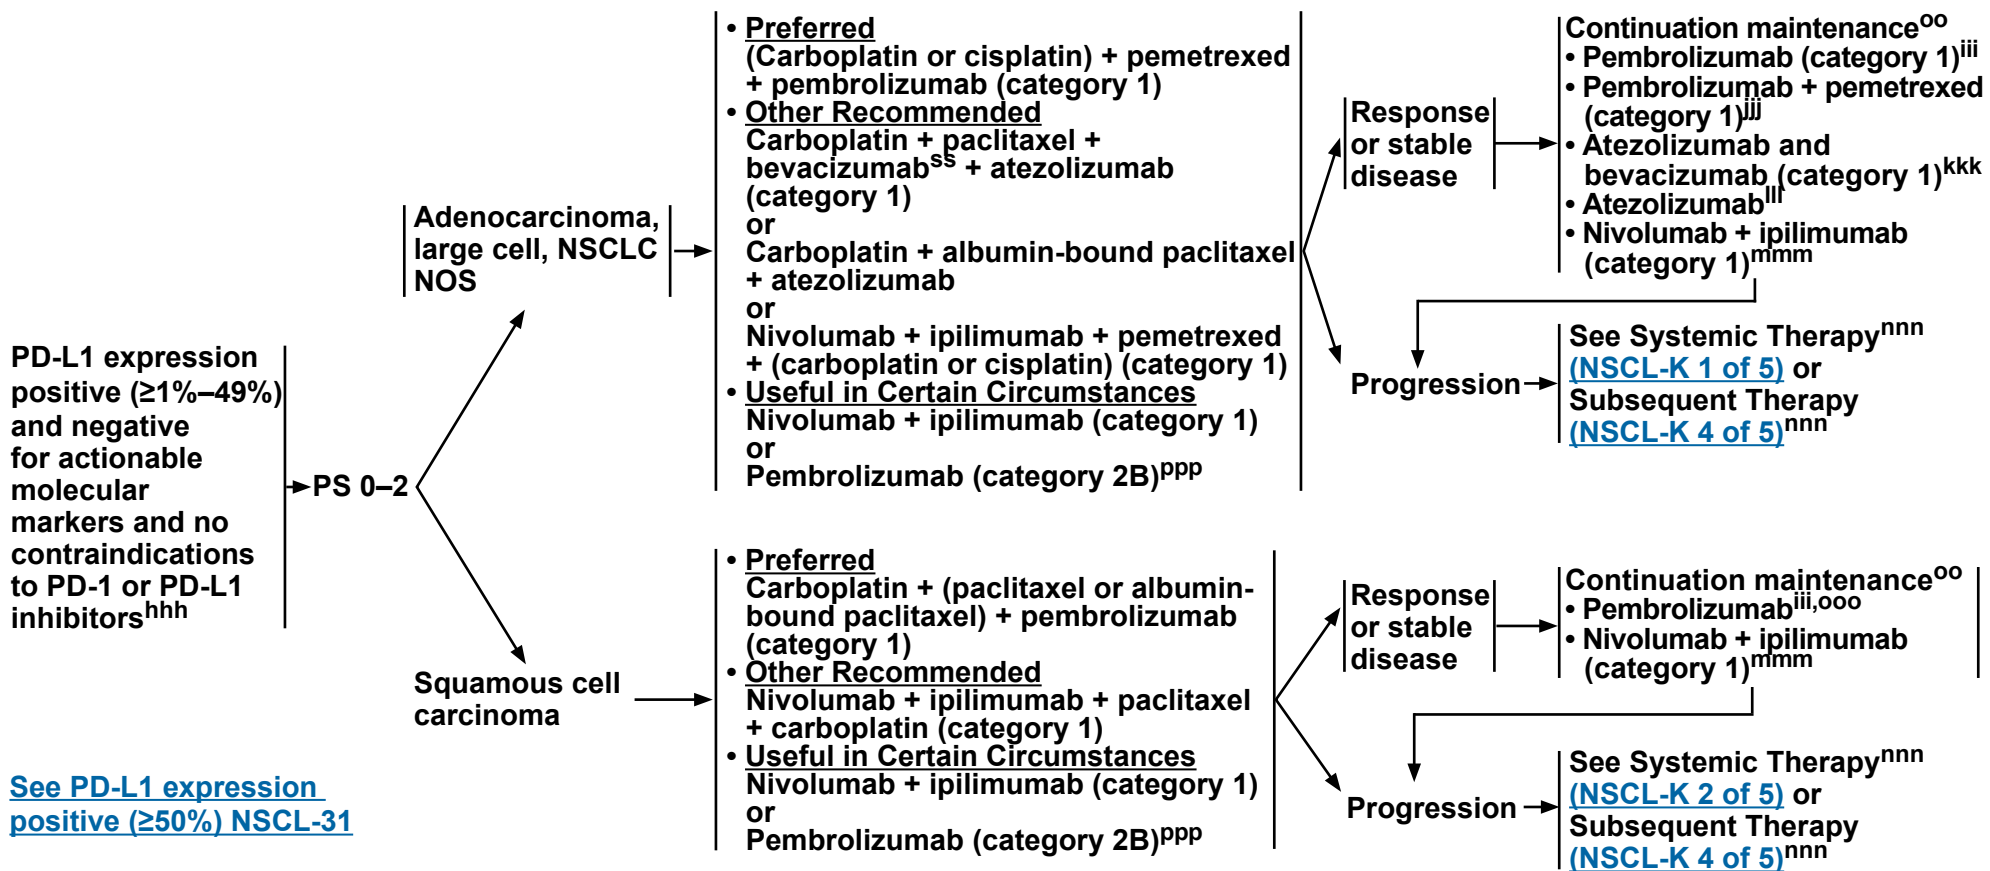 PD-L1 expression
positive (≥1%–49%)
and negative
for actionable
molecular
markers and no
contraindications
to PD-1 or PD-L1
inhibitorshhh
PS 0–2
Adenocarcinoma,
large cell, NSCLC
NOS
• Preferred
(Carboplatin or cisplatin) + pemetrexed
+ pembrolizumab (category 1)
• Other Recommended
Carboplatin + paclitaxel +
bevacizumabss + atezolizumab
(category 1)
or
Carboplatin + albumin-bound paclitaxel
+ atezolizumab
or
Nivolumab + ipilimumab + pemetrexed
+ (carboplatin or cisplatin) (category 1)
• Useful in Certain Circumstances
Nivolumab + ipilimumab (category 1)
or
Pembrolizumab (category 2B)ppp
Response
or stable
disease
Continuation maintenanceoo
• Pembrolizumab (category 1)iii
• Pembrolizumab + pemetrexed
(category 1)jjj
• Atezolizumab and
bevacizumab (category 1)kkk
• Atezolizumablll
• Nivolumab + ipilimumab
(category 1)mmm
Progression
See Systemic Therapynnn
(NSCL-K 1 of 5) or
Subsequent Therapy
(NSCL-K 4 of 5)nnn
Squamous cell
carcinoma
• Preferred
Carboplatin + (paclitaxel or albumin-
bound paclitaxel) + pembrolizumab
(category 1)
• Other Recommended
Nivolumab + ipilimumab + paclitaxel
+ carboplatin (category 1)
• Useful in Certain Circumstances
Nivolumab + ipilimumab (category 1)
or
Pembrolizumab (category 2B)ppp
Response
or stable
disease
Continuation maintenanceoo
• Pembrolizumabiii,ooo
• Nivolumab + ipilimumab
(category 1)mmm
Progression
See Systemic Therapynnn
(NSCL-K 2 of 5) or
Subsequent Therapy
(NSCL-K 4 of 5)nnn
See PD-L1 expression
positive (≥50%) NSCL-31